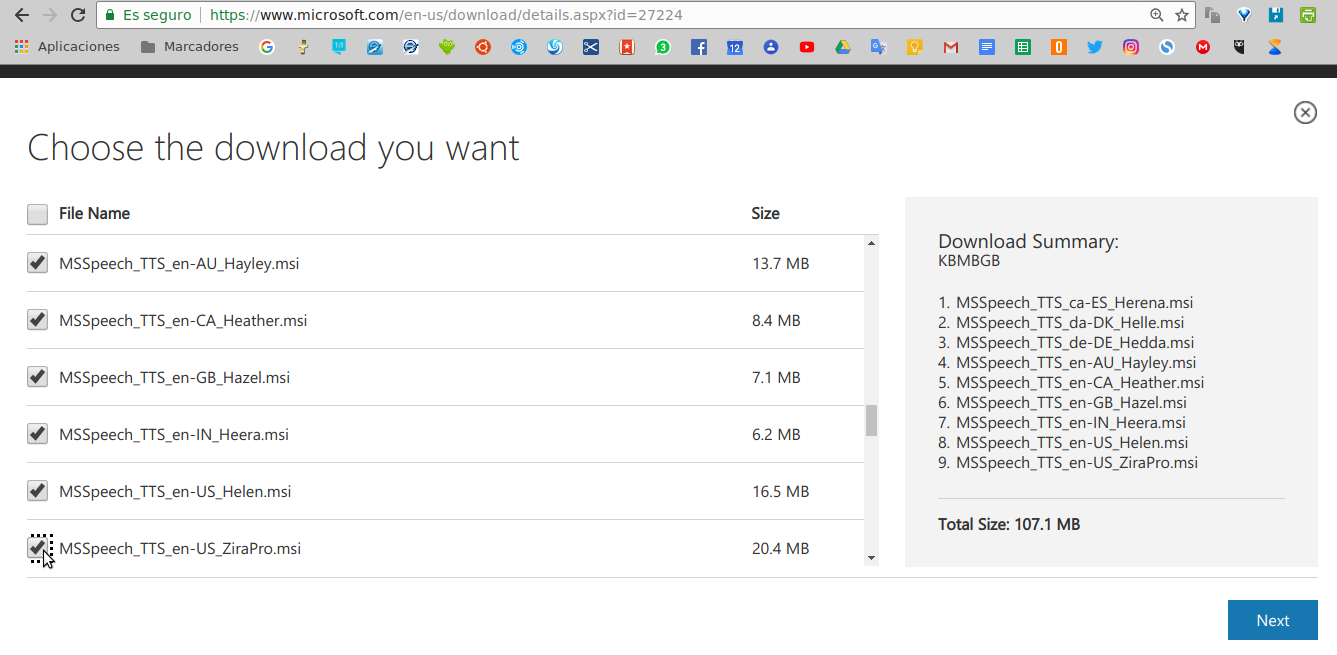 Es seguro https://www.microsoft.com/en-us/download/details.aspx?id=27224
Aplicaciones Marcadores 1:1 3 12
Choose the download you want
File Name Size
MSSpeech_TTS_en-AU_Hayley.msi 13.7 MB
MSSpeech_TTS_en-CA_Heather.msi 8.4 MB
MSSpeech_TTS_en-GB_Hazel.msi 7.1 MB
MSSpeech_TTS_en-IN_Heera.msi 6.2 MB
MSSpeech_TTS_en-US_Helen.msi 16.5 MB
MSSpeech_TTS_en-US_ZiraPro.msi 20.4 MB
Download Summary:
KBMBGB
1. MSSpeech_TTS_ca-ES_Herena.msi
2. MSSpeech_TTS_da-DK_Helle.msi
3. MSSpeech_TTS_de-DE_Hedda.msi
4. MSSpeech_TTS_en-AU_Hayley.msi
5. MSSpeech_TTS_en-CA_Heather.msi
6. MSSpeech_TTS_en-GB_Hazel.msi
7. MSSpeech_TTS_en-IN_Heera.msi
8. MSSpeech_TTS_en-US_Helen.msi
9. MSSpeech_TTS_en-US_ZiraPro.msi
Total Size: 107.1 MB
Next